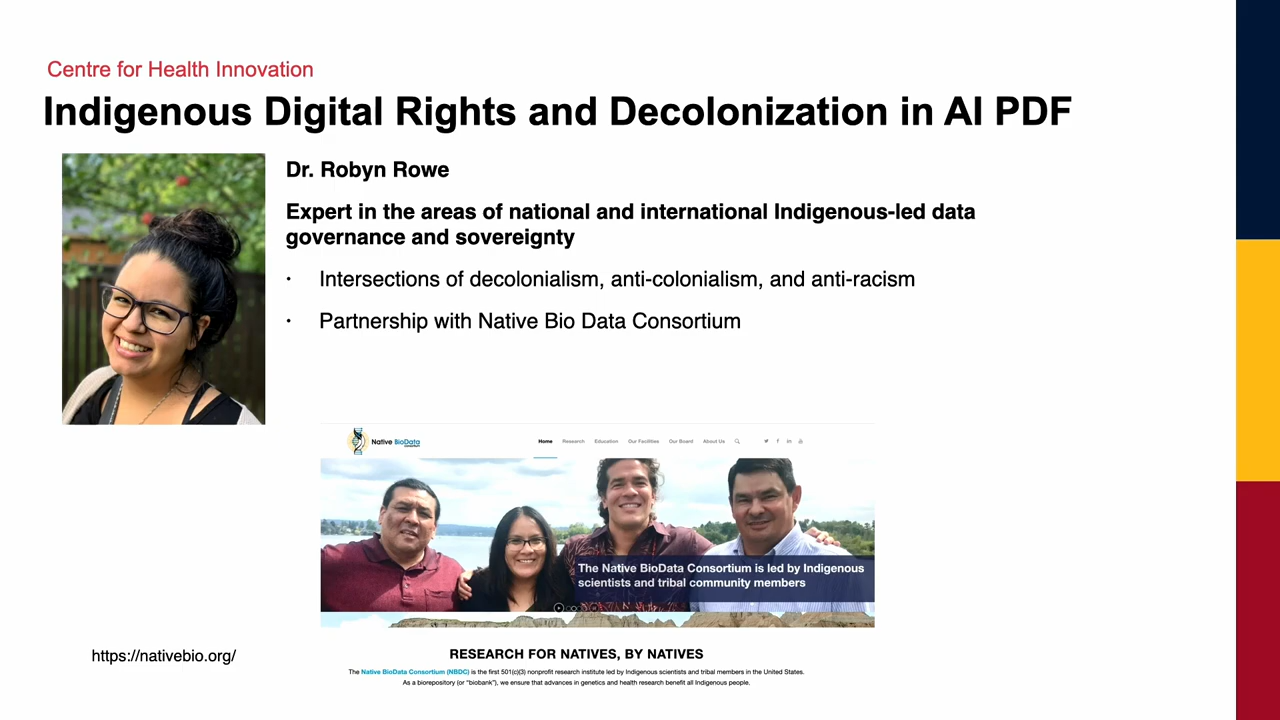 Centre for Health Innovation
Indigenous Digital Rights and Decolonization in AI PDF
Dr. Robyn Rowe
Expert in the areas of national and international Indigenous-led data
governance and sovereignty
· Intersections of decolonialism, anti-colonialism, and anti-racism
· Partnership with Native Bio Data Consortium
Native BioData
Consortium
Home Research Education Our Facilities Our Board About Us
The Native BioData Consortium is led by Indigenous
scientists and tribal community members
RESEARCH FOR NATIVES, BY NATIVES
The Native BioData Consortium (NBDC) is the first 501(c)(3) nonprofit research institute led by Indigenous scientists and tribal members in the United States.
As a biorepository (or "biobank"), we ensure that advances in genetics and health research benefit all Indigenous people.
https://nativebio.org/